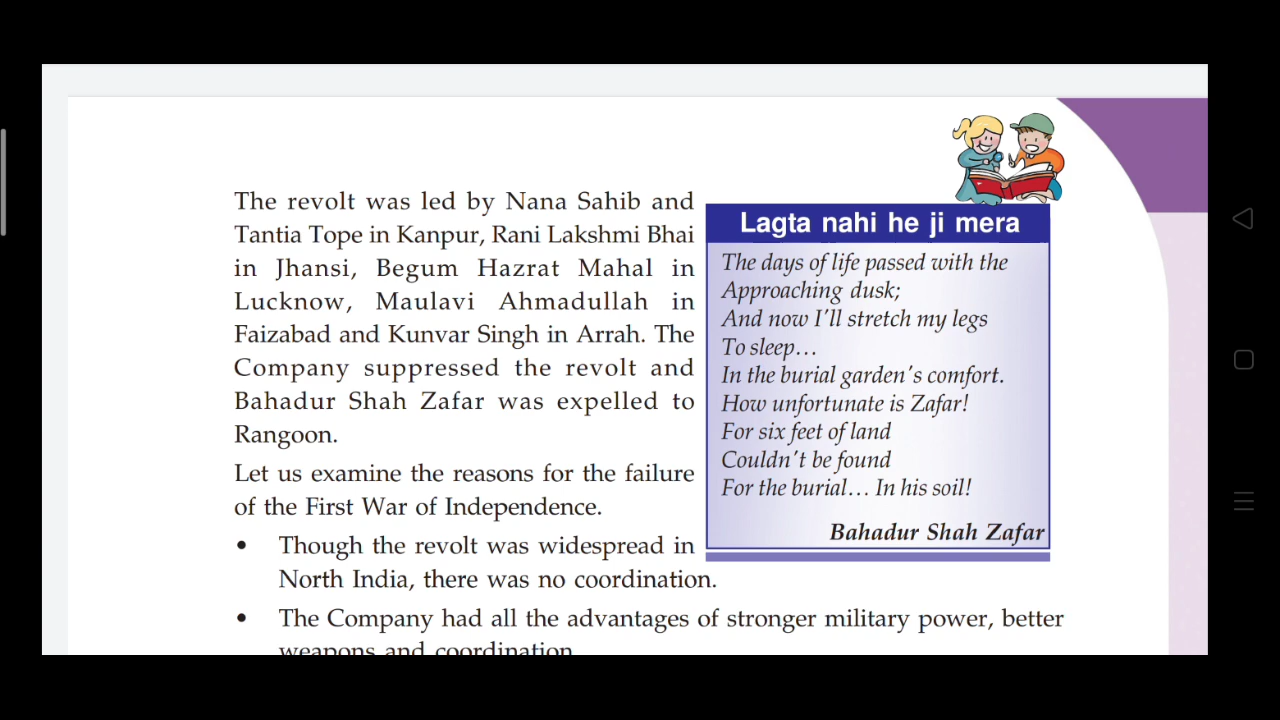 The revolt was led by Nana Sahib and
Tantia Tope in Kanpur, Rani Lakshmi Bhai
in Jhansi, Begum Hazrat Mahal in
Lucknow, Maulavi Ahmadullah in
Faizabad and Kunvar Singh in Arrah. The
Company suppressed the revolt and
Bahadur Shah Zafar was expelled to
Rangoon.
Let us examine the reasons for the failure
of the First War of Independence.
• Though the revolt was widespread in
North India, there was no coordination.
• The Company had all the advantages of stronger military power, better
weapons and coordination
Lagta nahi he ji mera
The days of life passed with the
Approaching dusk;
And now I'll stretch my legs
To sleep…
In the burial garden's comfort.
How unfortunate is Zafar!
For six feet of land
Couldn't be found
For the burial… In his soil!
Bahadur Shah Zafar